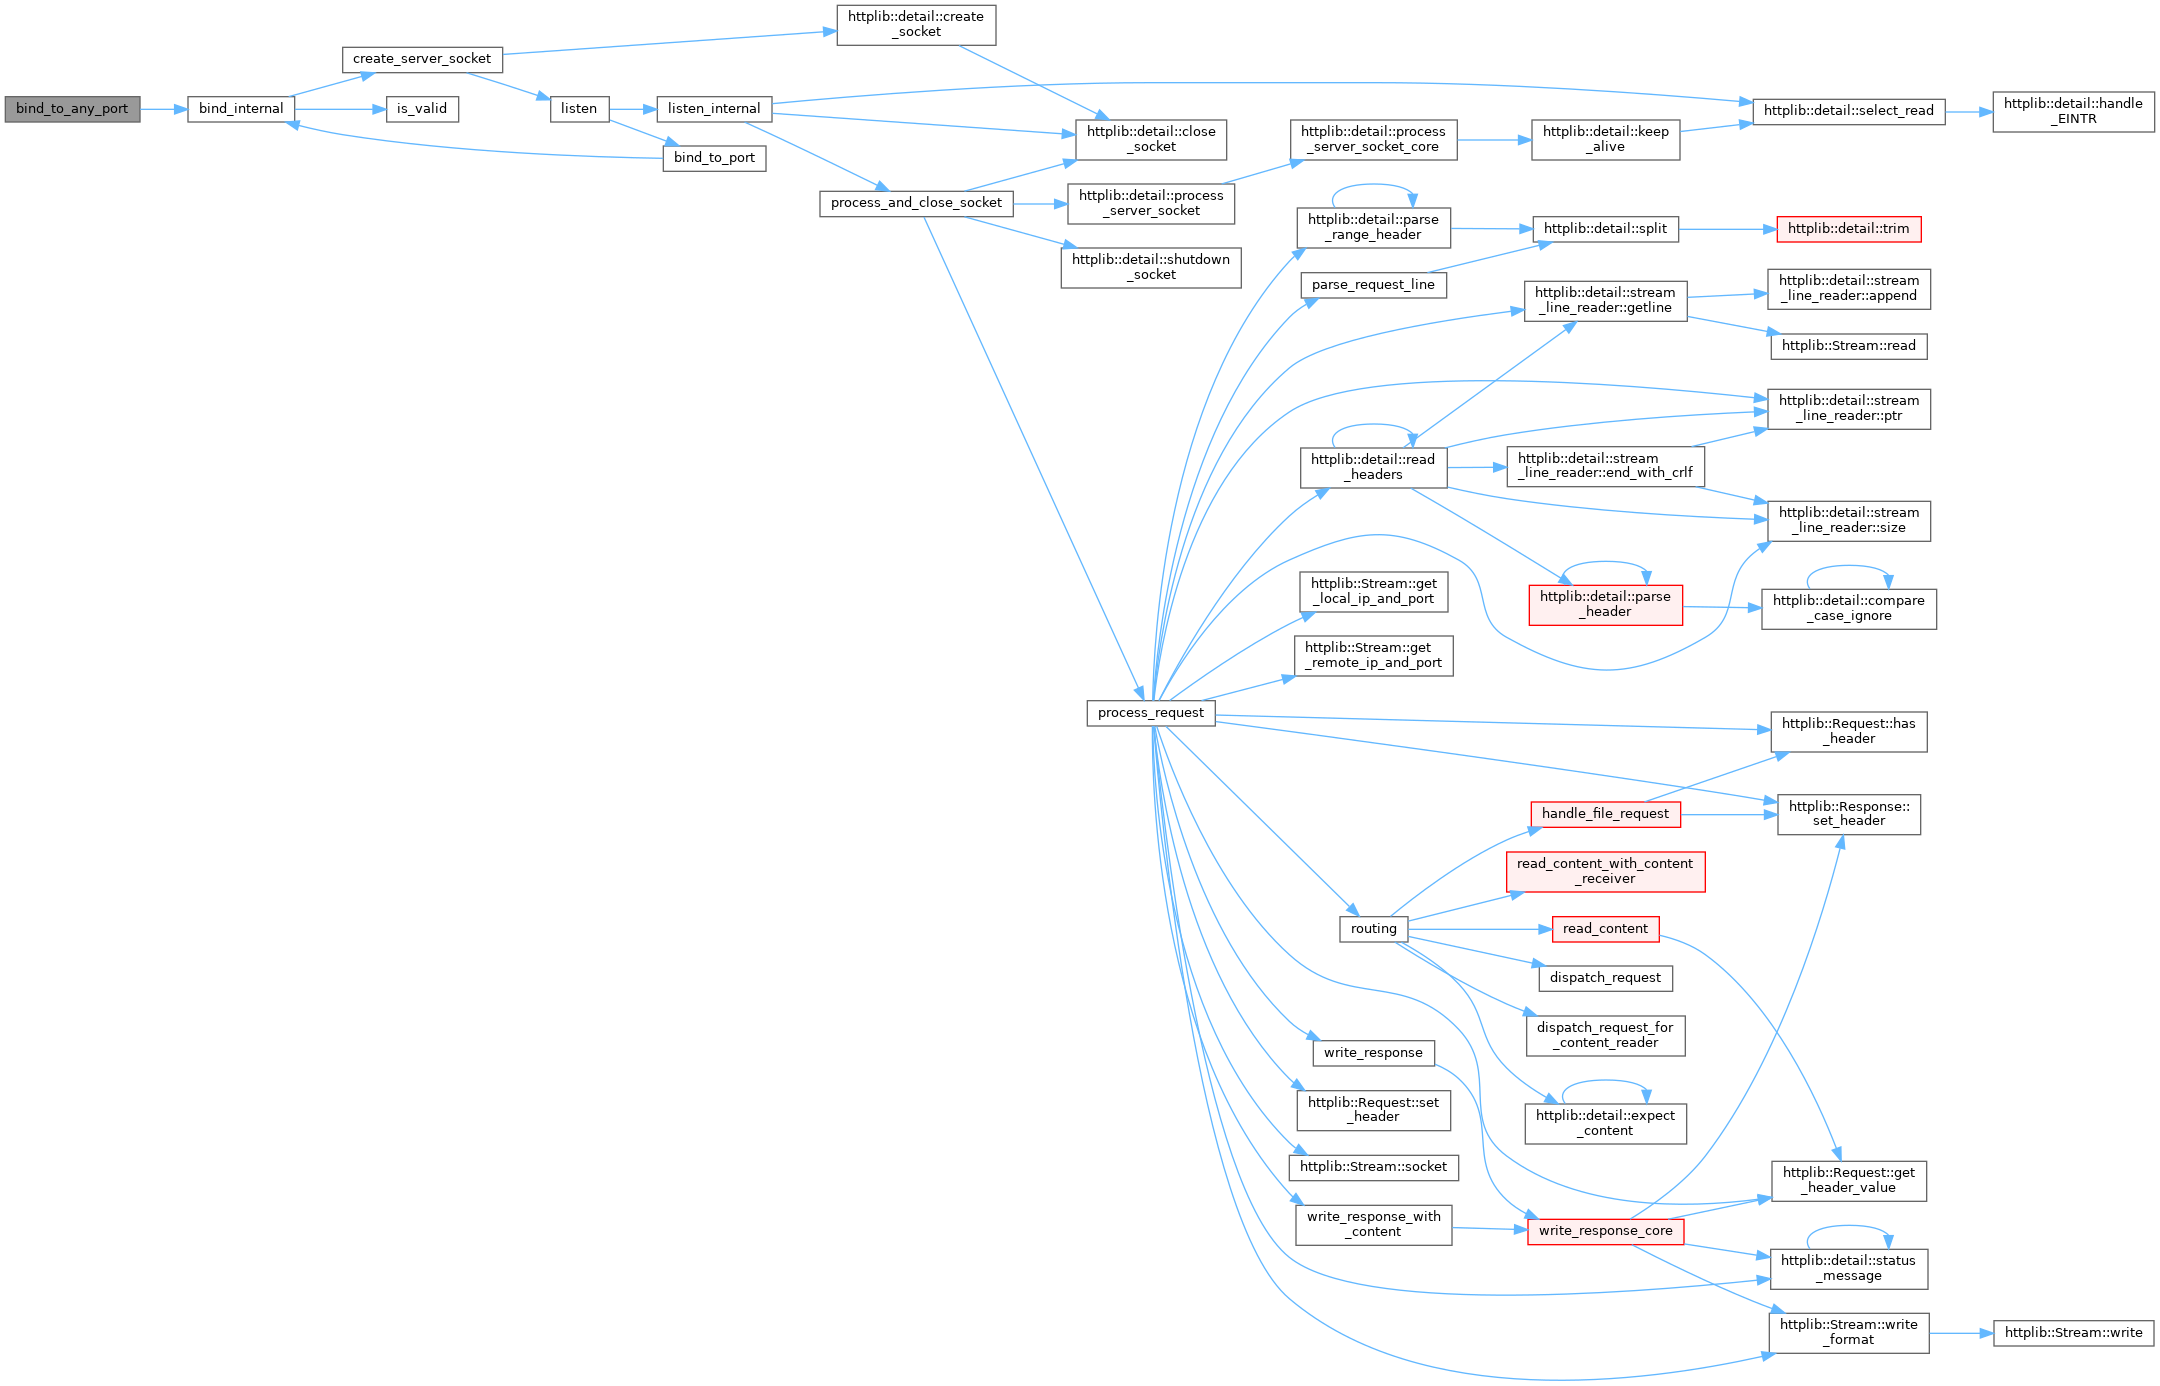 bind_to_any_port
bind_internal
create_server_socket
is_valid
httplib::detail::create
_socket
listen
listen_internal
bind_to_port
httplib::detail::close
_socket
process_and_close_socket
httplib::detail::process
_server_socket
httplib::detail::shutdown
_socket
httplib::detail::process
_server_socket_core
httplib::detail::keep
_alive
httplib::detail::select_read
httplib::detail::handle
_EINTR
process_request
httplib::detail::parse
_range_header
httplib::detail::split
httplib::detail::trim
parse_request_line
httplib::detail::stream
_line_reader::getline
httplib::detail::stream
_line_reader::append
httplib::Stream::read
httplib::detail::stream
_line_reader::ptr
httplib::detail::read
_headers
httplib::detail::stream
_line_reader::end_with_crlf
httplib::detail::stream
_line_reader::size
httplib::detail::parse
_header
httplib::detail::compare
_case_ignore
httplib::Stream::get
_local_ip_and_port
httplib::Stream::get
_remote_ip_and_port
httplib::Request::has
_header
httplib::Response::
set_header
handle_file_request
read_content_with_content
_receiver
routing
read_content
dispatch_request
dispatch_request_for
_content_reader
write_response
httplib::detail::expect
_content
httplib::Request::set
_header
httplib::Stream::socket
httplib::Request::get
_header_value
write_response_with
_content
write_response_core
httplib::detail::status
_message
httplib::Stream::write
_format
httplib::Stream::write